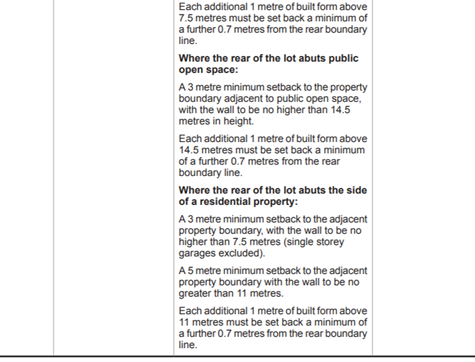 Each additional 1 metre of built form above
7.5 metres must be set back a minimum of
a further 0.7 metres from the rear boundary
line.
Where the rear of the lot abuts public
open space:
A 3 metre minimum setback to the property
boundary adjacent to public open space,
with the wall to be no higher than 14.5
metres in height.
Each additional 1 metre of built form above
14.5 metres must be set back a minimum
of a further 0.7 metres from the rear
boundary line.
Where the rear of the lot abuts the side
of a residential property:
A 3 metre minimum setback to the adjacent
property boundary, with the wall to be no
higher than 7.5 metres (single storey
garages excluded).
A 5 metre minimum setback to the adjacent
property boundary with the wall to be no
greater than 11 metres.
Each additional 1 metre of built form above
11 metres must be set back a minimum of
a further 0.7 metres from the rear boundary
line.